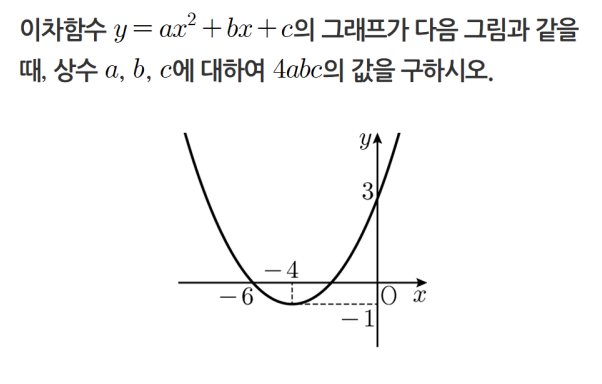 이차함수 y = ax² + bx + c의 그래프가 다음 그림과 같을
때, 상수 a, b, c에 대하여 4abc의 값을 구하시오.
y
3
-4
-6
O x
-1